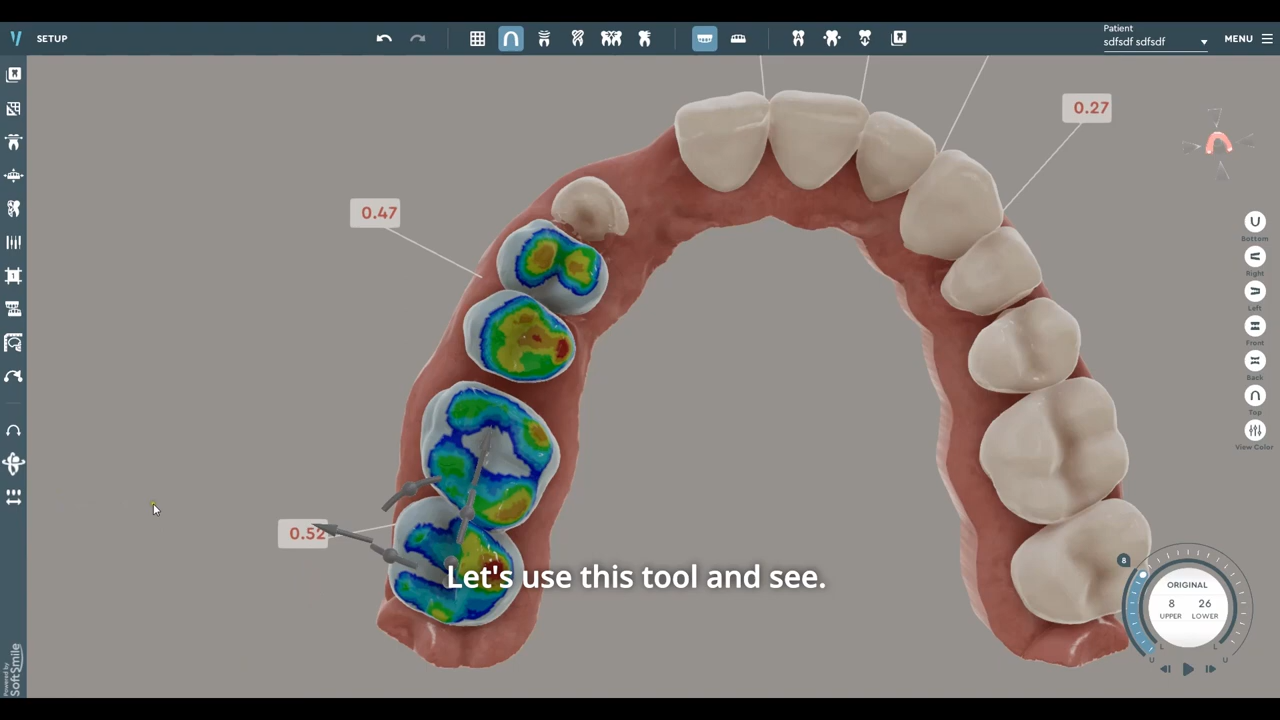 SETUP
Patient
sdfsdf sdfsdf
MENU
0.27
0.47
0.52
Bottom
Right
Left
Front
Back
Top
View Color
Let's use this tool and see.
8
ORIGINAL
8 26
UPPER LOWER
L L
U U
Powered by
SoftSmile